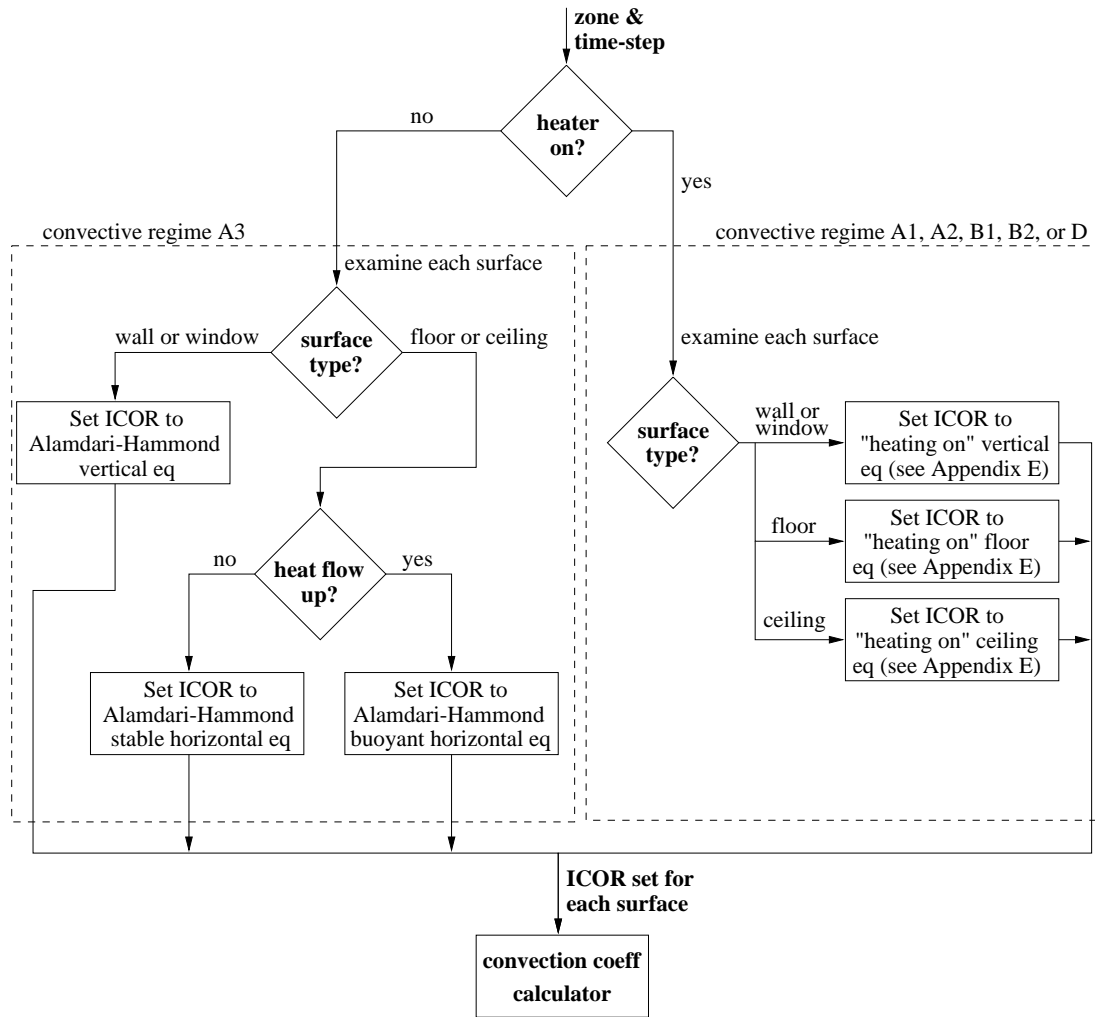 zone &
time-step
heater
on?
no
yes
convective regime A3
convective regime A1, A2, B1, B2, or D
examine each surface
wall or window
surface
type?
floor or ceiling
Set ICOR to
Alamdari-Hammond
vertical eq
heat flow
up?
no
yes
Set ICOR to
Alamdari-Hammond
stable horizontal eq
Set ICOR to
Alamdari-Hammond
buoyant horizontal eq
examine each surface
surface
type?
wall or
window
Set ICOR to
"heating on" vertical
eq (see Appendix E)
floor
Set ICOR to
"heating on" floor
eq (see Appendix E)
ceiling
Set ICOR to
"heating on" ceiling
eq (see Appendix E)
ICOR set for
each surface
convection coeff
calculator